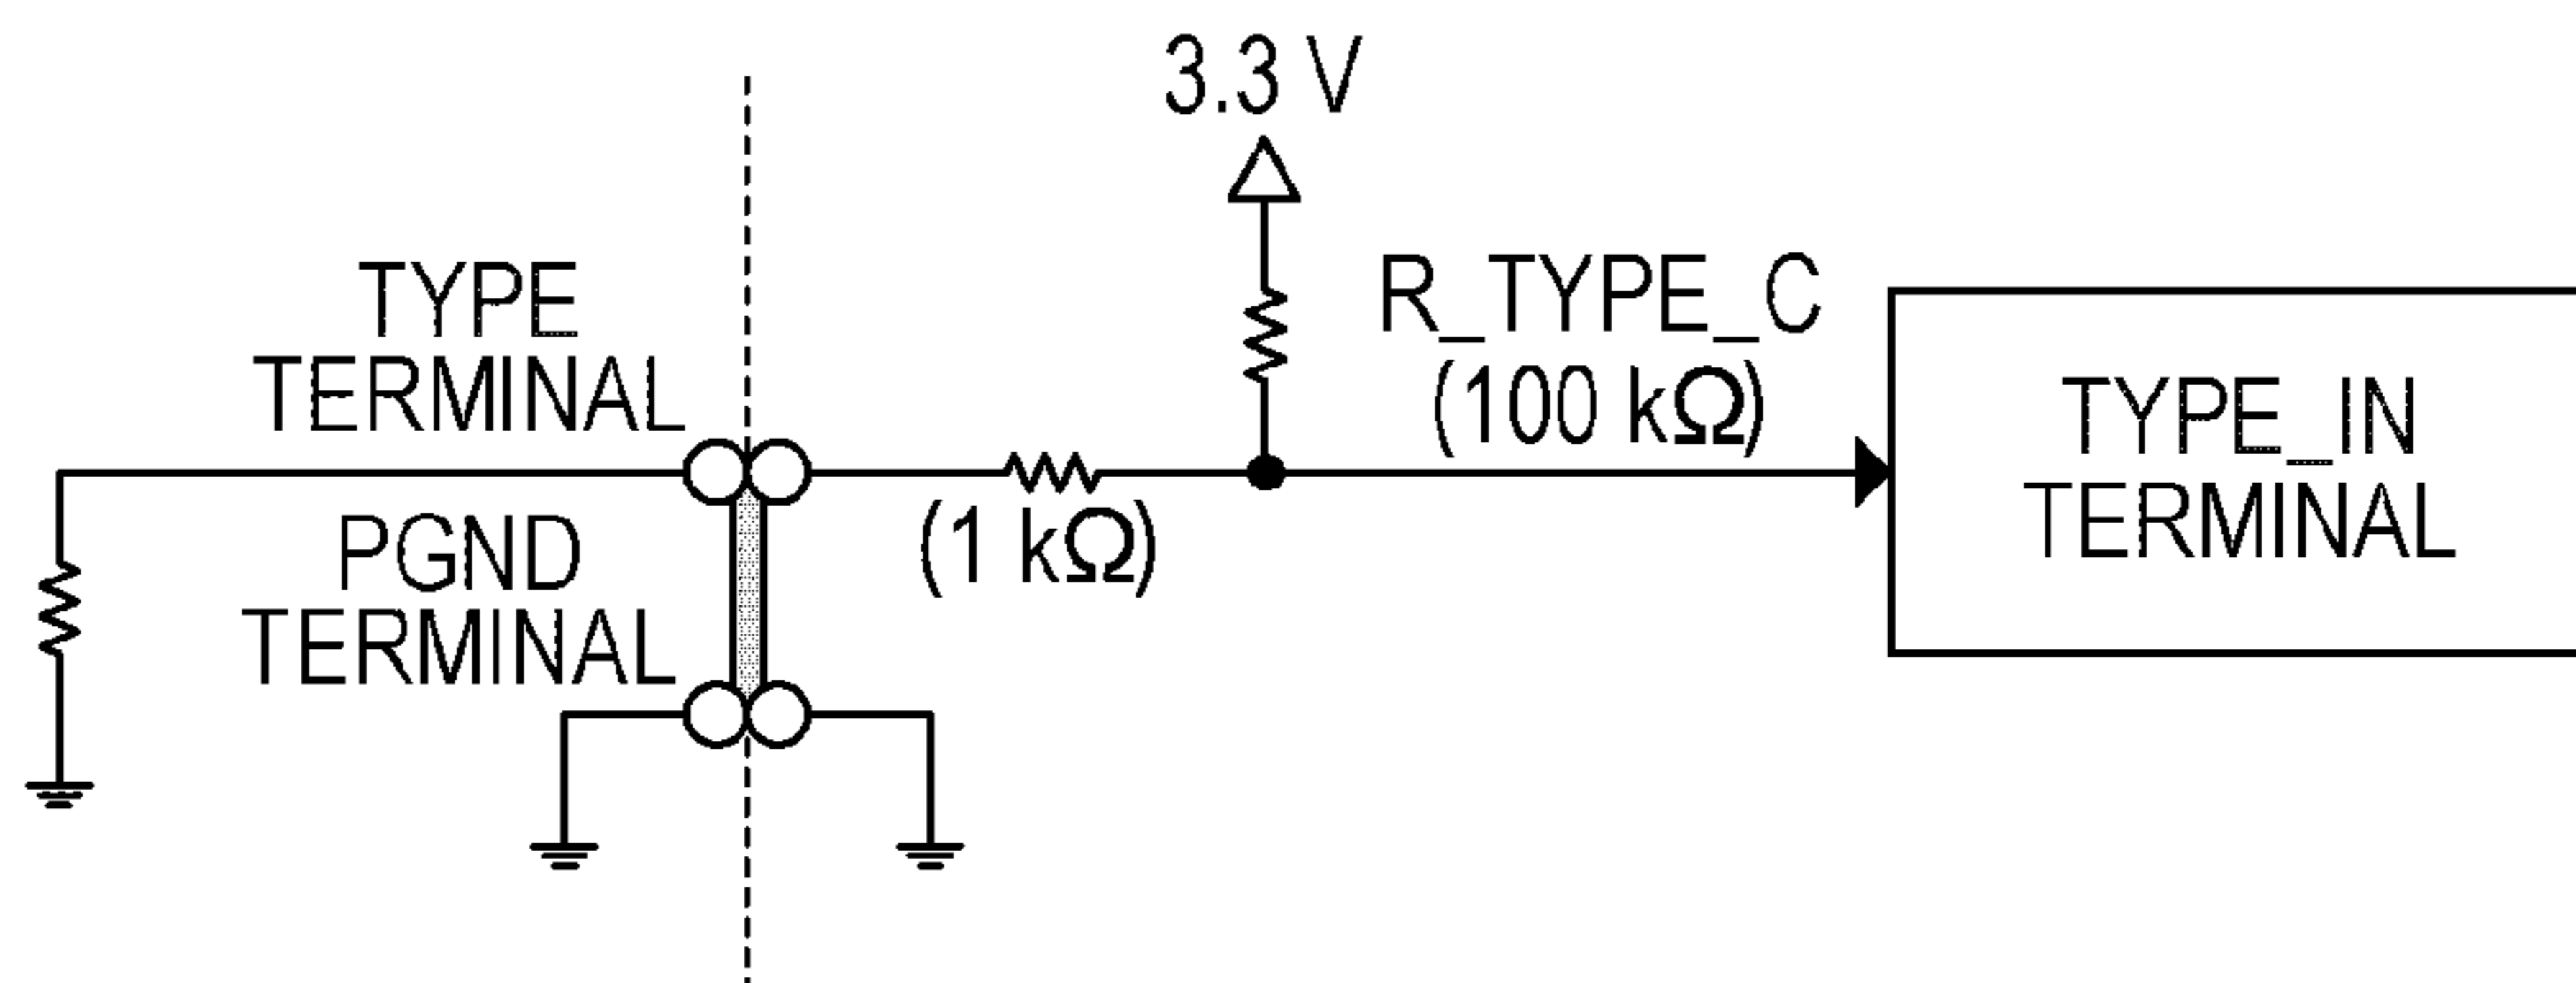 3.3 V
R_TYPE_C
(100 kΩ)
TYPE
TERMINAL
TYPE_IN
TERMINAL
(1 kΩ)
PGND
TERMINAL